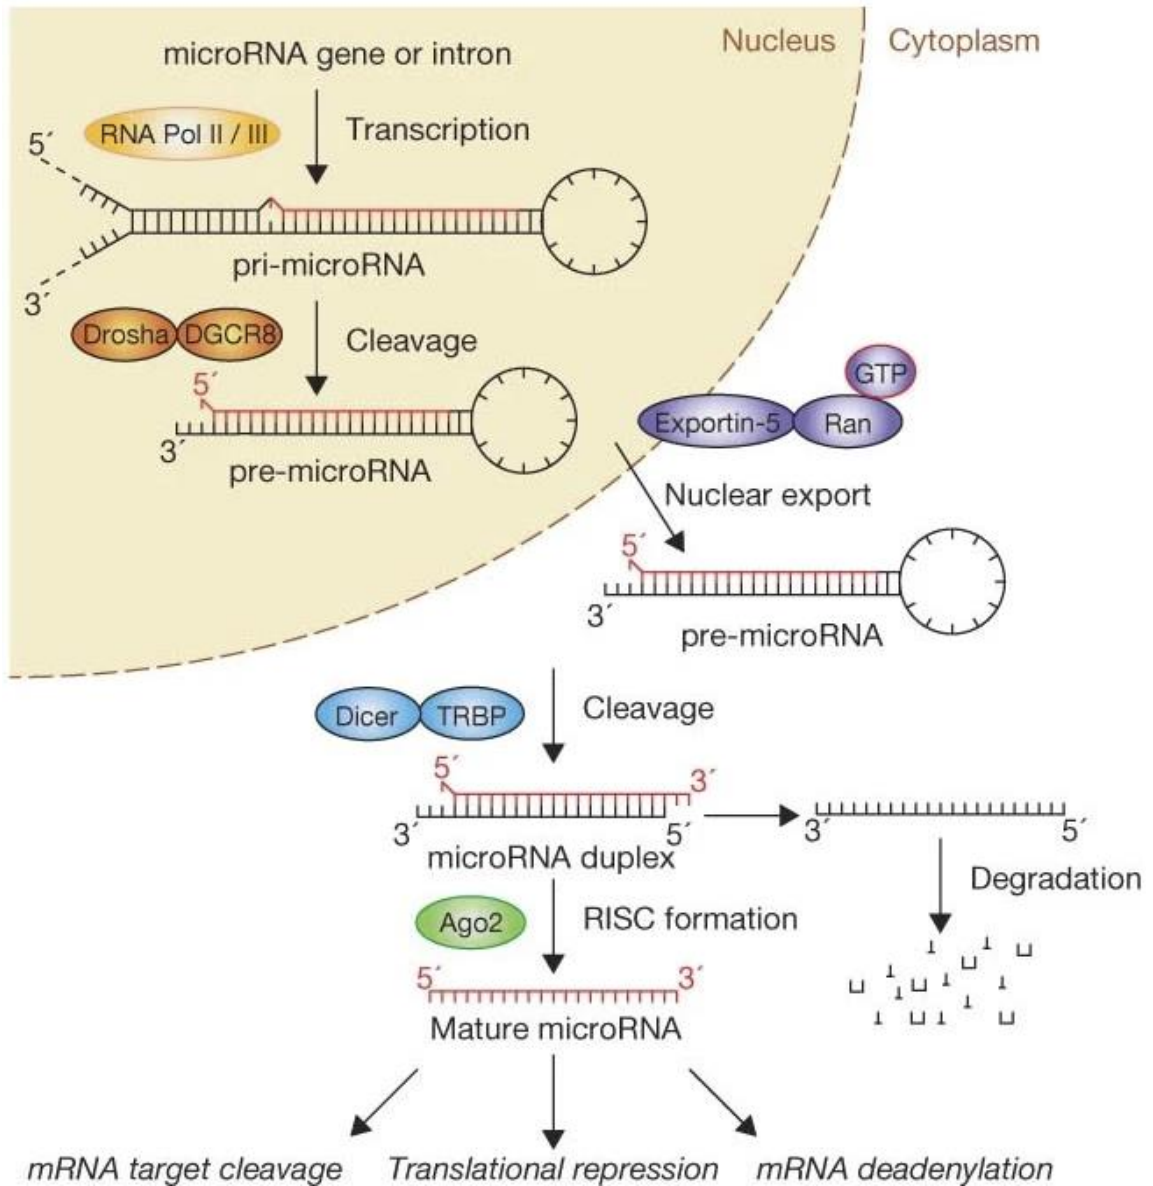 Nucleus
Cytoplasm
microRNA gene or intron
RNA Pol II / III
Transcription
5´
3´
pri-microRNA
Drosha
DGCR8
Cleavage
5´
3´
pre-microRNA
GTP
Exportin-5
Ran
Nuclear export
5´
3´
pre-microRNA
Dicer
TRBP
Cleavage
5´
3´
3´
5´
microRNA duplex
3´
5´
Degradation
Ago2
RISC formation
5´
3´
Mature microRNA
mRNA target cleavage
Translational repression
mRNA deadenylation